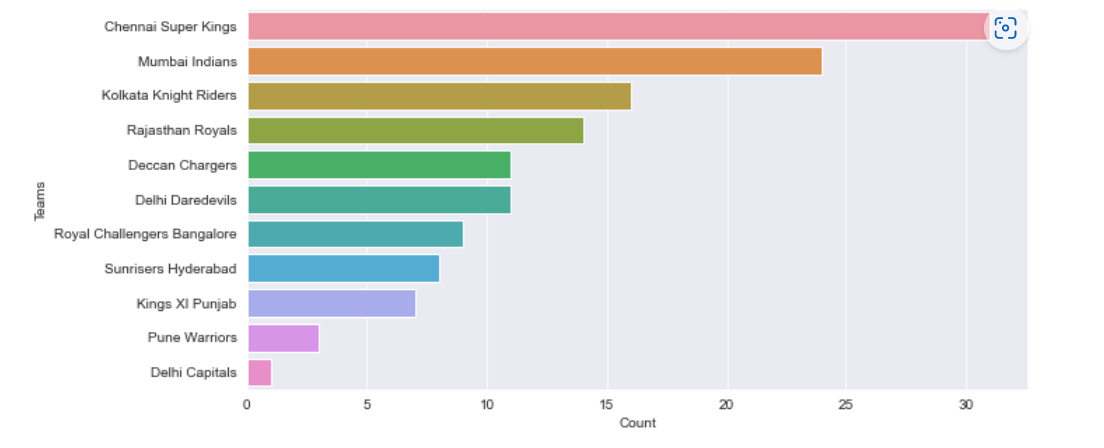 Chennai Super Kings
Mumbai Indians
Kolkata Knight Riders
Rajasthan Royals
Deccan Chargers
Delhi Daredevils
Royal Challengers Bangalore
Sunrisers Hyderabad
Kings XI Punjab
Pune Warriors
Delhi Capitals
Teams
0 5 10 15 20 25 30
Count